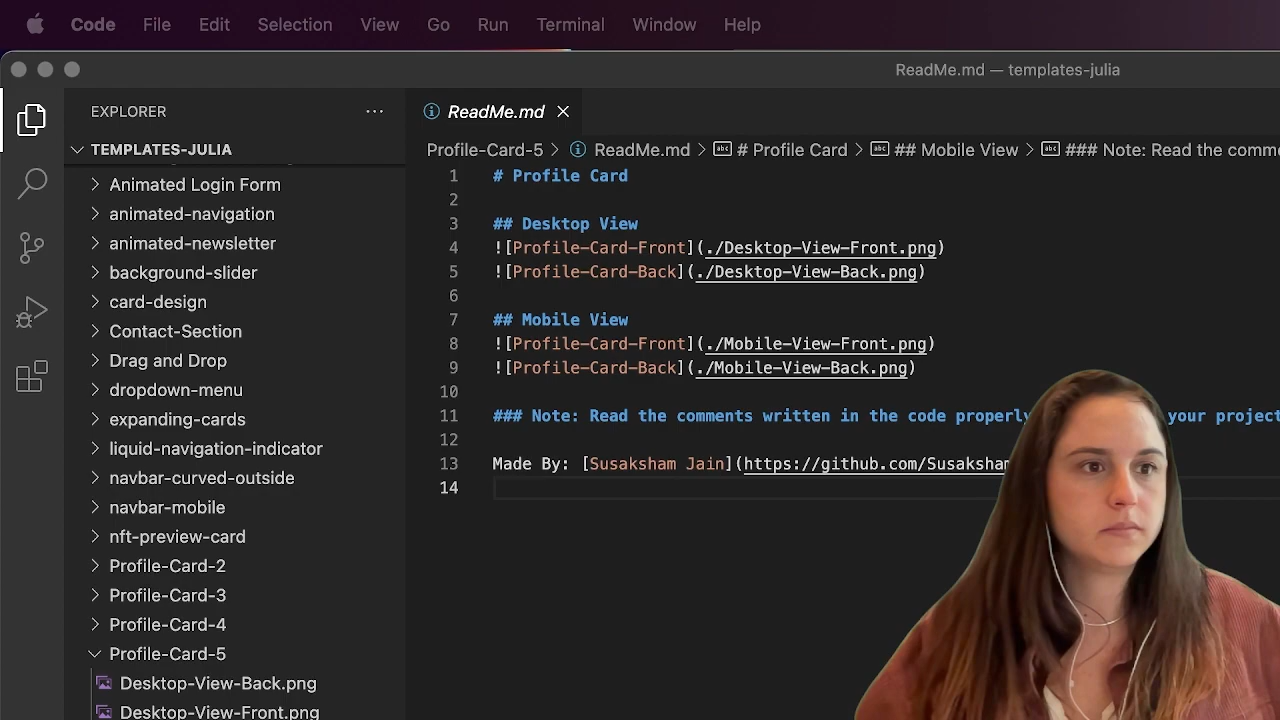 Code File Edit Selection View Go Run Terminal Window Help
ReadMe.md — templates-julia
EXPLORER
ReadMe.md
TEMPLATES-JULIA
Profile-Card-5 > ReadMe.md > # Profile Card > ## Mobile View > ### Note: Read the comme
Animated Login Form
animated-navigation
animated-newsletter
background-slider
card-design
Contact-Section
Drag and Drop
dropdown-menu
expanding-cards
liquid-navigation-indicator
navbar-curved-outside
navbar-mobile
nft-preview-card
Profile-Card-2
Profile-Card-3
Profile-Card-4
Profile-Card-5
Desktop-View-Back.png
Desktop-View-Front.png
1 # Profile Card
2
3 ## Desktop View
4 ![Profile-Card-Front](./Desktop-View-Front.png)
5 ![Profile-Card-Back](./Desktop-View-Back.png)
6
7 ## Mobile View
8 ![Profile-Card-Front](./Mobile-View-Front.png)
9 ![Profile-Card-Back](./Mobile-View-Back.png)
10
11 ### Note: Read the comments written in the code properly your project
12
13 Made By: [Susaksham Jain](https://github.com/Susaksham
14